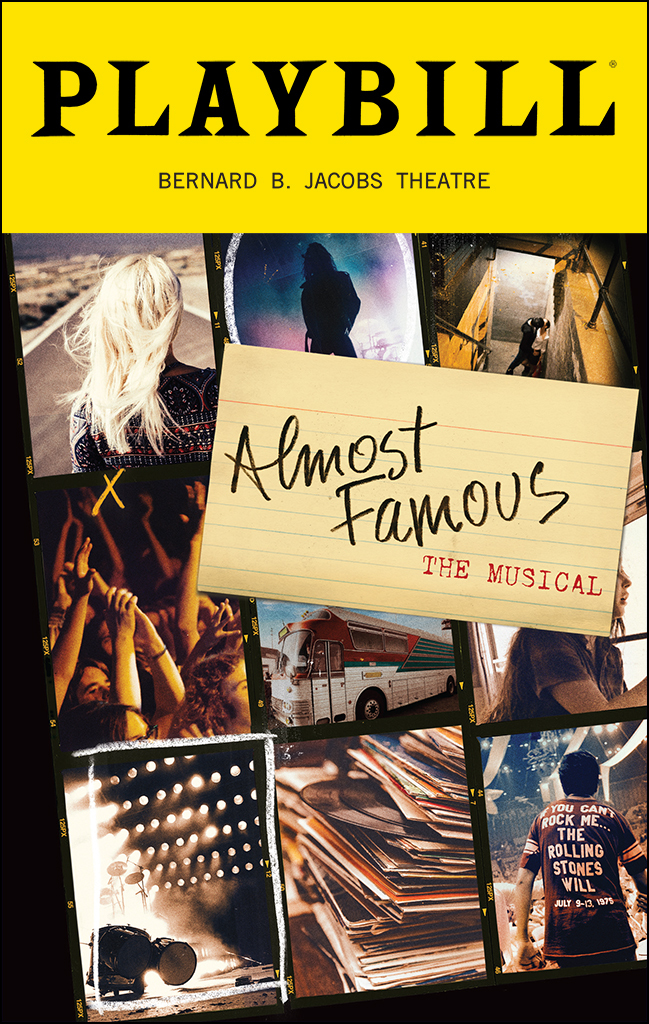 PLAYBILL®
BERNARD B. JACOBS THEATRE
Almost
Famous
THE MUSICAL
X
IF YOU CAN'T
ROCK ME...
THE
ROLLING
STONES
WILL
JULY 9-13, 1975